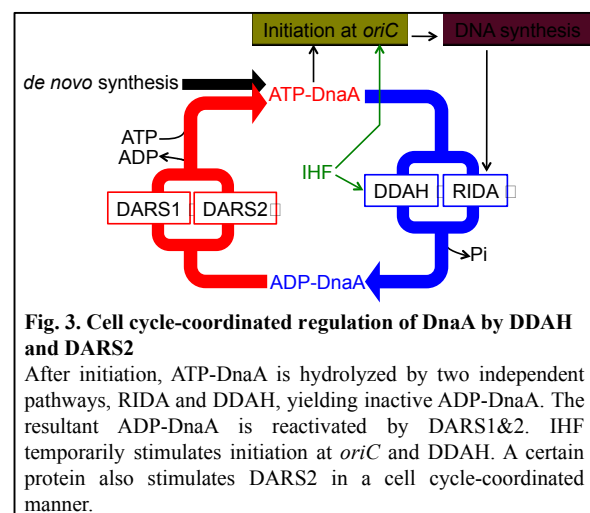 Initiation at oriC
DNA synthesis
de novo synthesis
ATP-DnaA
ATP
ADP
IHF
DARS1
DARS2
DDAH
RIDA
Pi
ADP-DnaA
Fig. 3. Cell cycle-coordinated regulation of DnaA by DDAH
and DARS2
After initiation, ATP-DnaA is hydrolyzed by two independent
pathways, RIDA and DDAH, yielding inactive ADP-DnaA. The
resultant ADP-DnaA is reactivated by DARS1&2. IHF
temporarily stimulates initiation at oriC and DDAH. A certain
protein also stimulates DARS2 in a cell cycle-coordinated
manner.